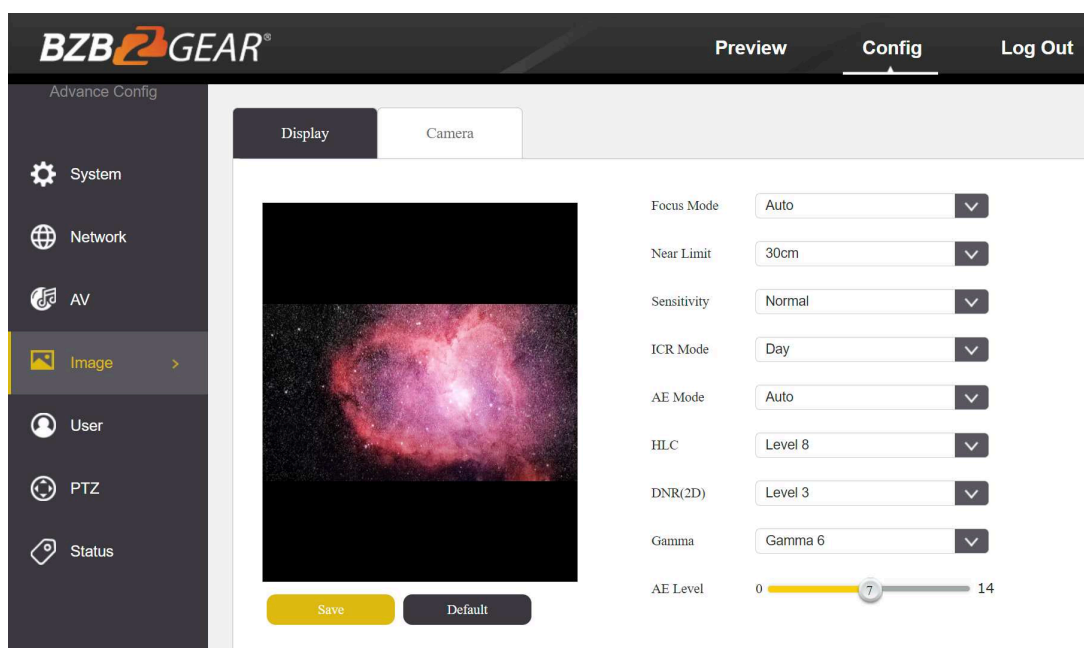 BZBGEAR®
Preview
Config
Log Out
Advance Config
System
Network
AV
Image >
User
PTZ
Status
Display
Camera
Focus Mode Auto
Near Limit 30cm
Sensitivity Normal
ICR Mode Day
AE Mode Auto
HLC Level 8
DNR(2D) Level 3
Gamma Gamma 6
AE Level 0 7 14
Save
Default